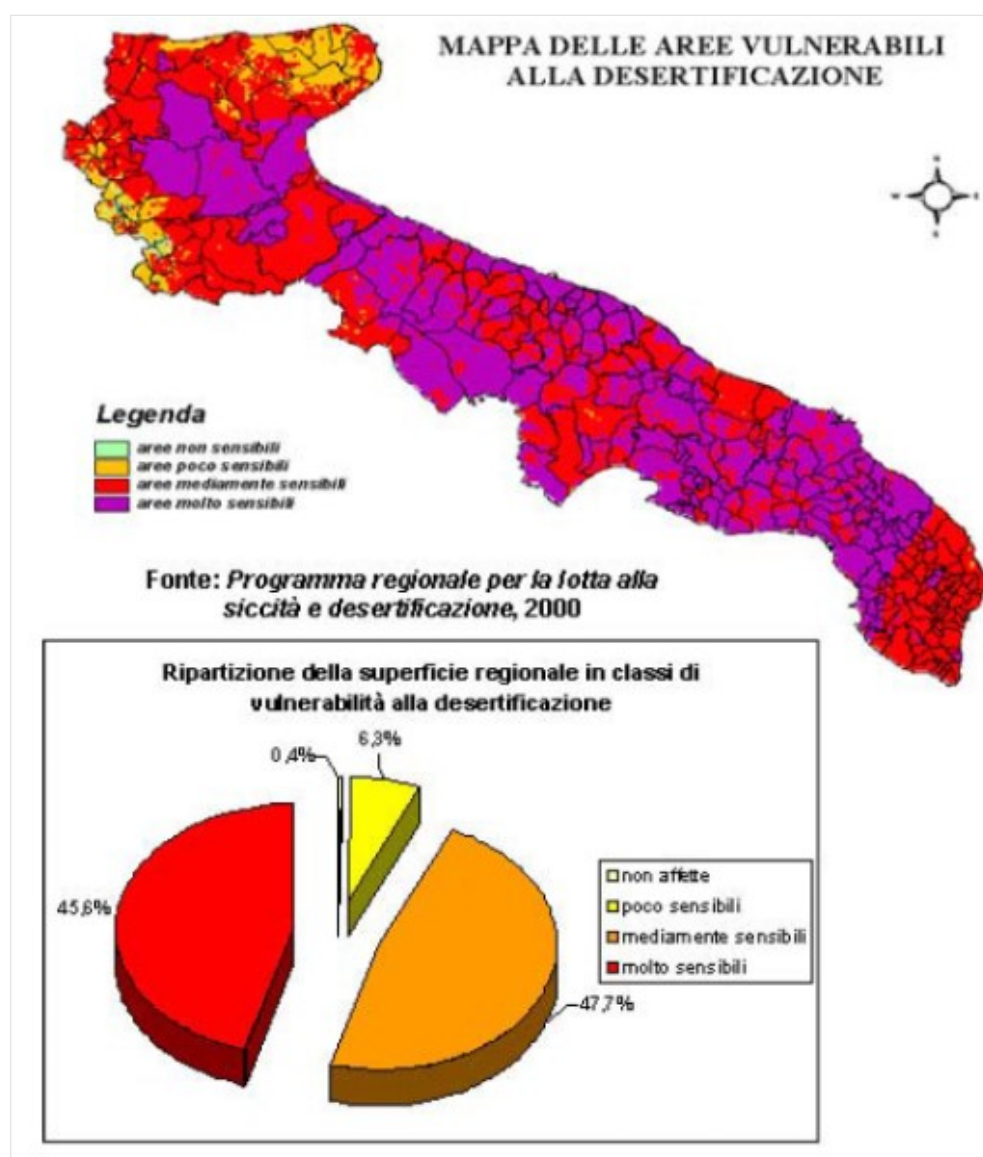 MAPPA DELLE AREE VULNERABILI
ALLA DESERTIFICAZIONE
Legenda
aree non sensibili
aree poco sensibili
aree mediamente sensibili
aree molto sensibili
Fonte: Programma regionale per la lotta alla
siccità e desertificazione, 2000
Ripartizione della superficie regionale in classi di
vulnerabilità alla desertificazione
0,4%
6,3%
45,6%
47,7%
non affette
poco sensibili
mediamente sensibili
molto sensibili